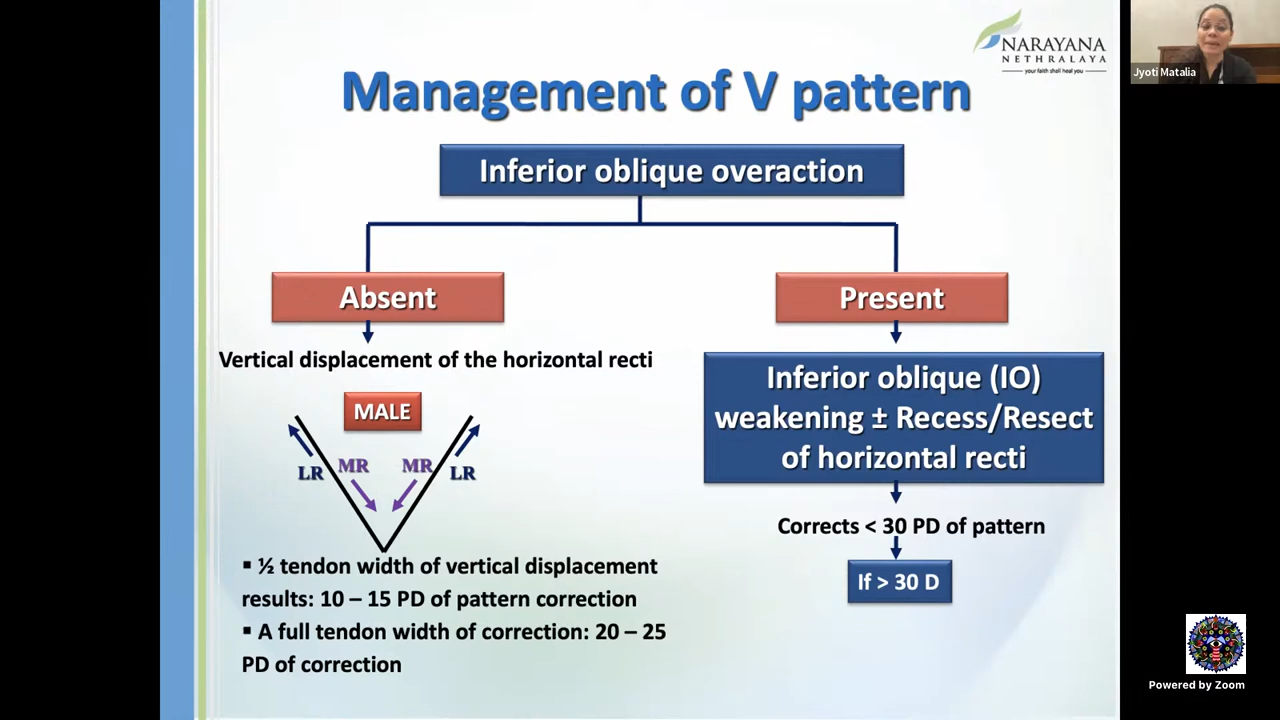 NARAYANA
NETHRALAYA
your faith shall heal you
Jyoti Matalia
Management of V pattern
Inferior oblique overaction
Absent
Present
Vertical displacement of the horizontal recti
MALE
LR MR MR LR
▪ ½ tendon width of vertical displacement
results: 10 – 15 PD of pattern correction
▪ A full tendon width of correction: 20 – 25
PD of correction
Inferior oblique (IO)
weakening ± Recess/Resect
of horizontal recti
Corrects < 30 PD of pattern
If > 30 D
Powered by Zoom